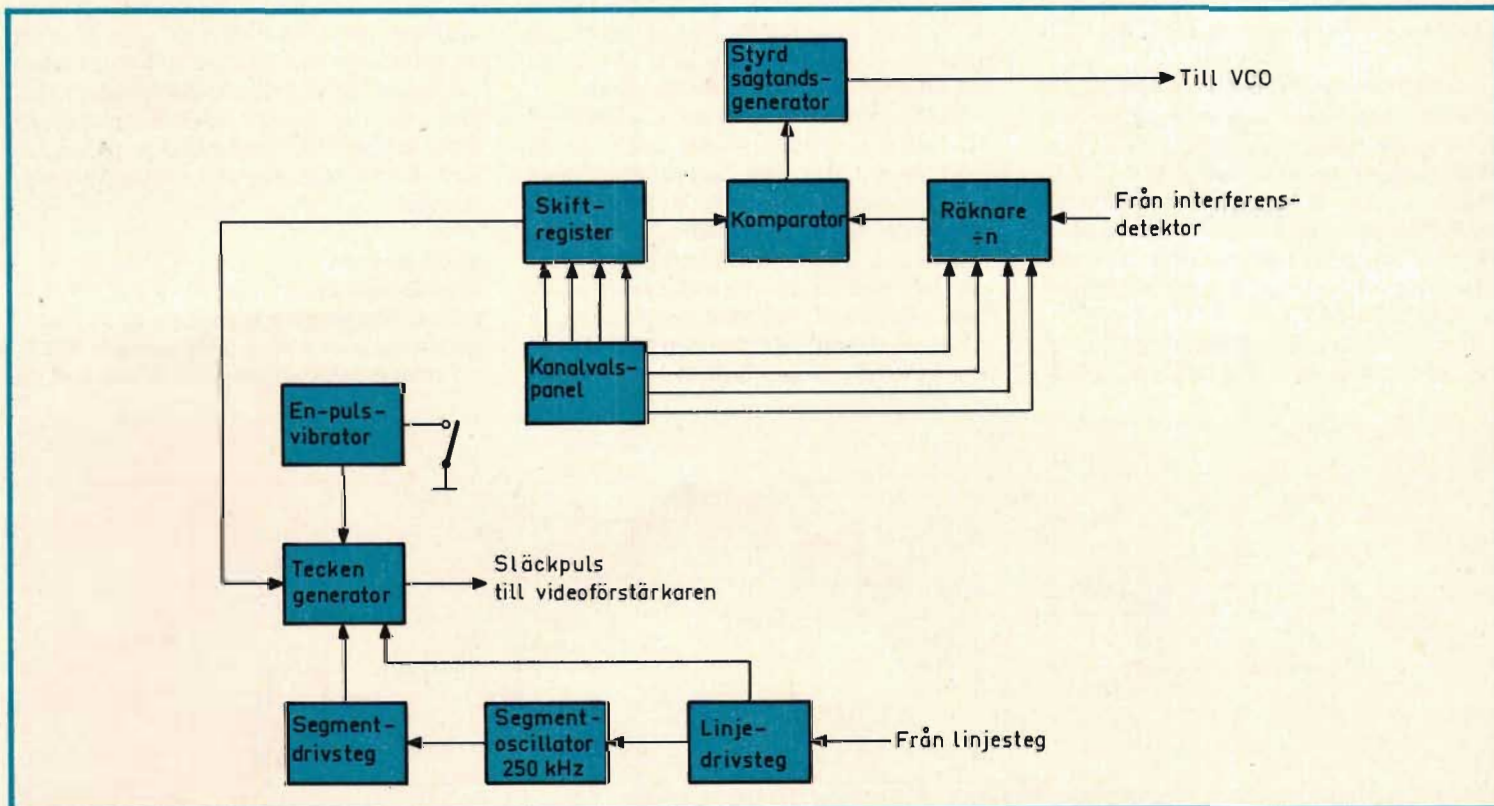 Styrd
sågtands-
generator
Till VCO
Skift-
register
Komparator
Räknare
÷n
Från interferens-
detektor
Kanalvals-
panel
En-puls-
vibrator
Tecken
generator
Släckpuls
till videoförstärkaren
Segment-
drivsteg
Segment-
oscillator
250 kHz
Linje-
drivsteg
Från linjesteg